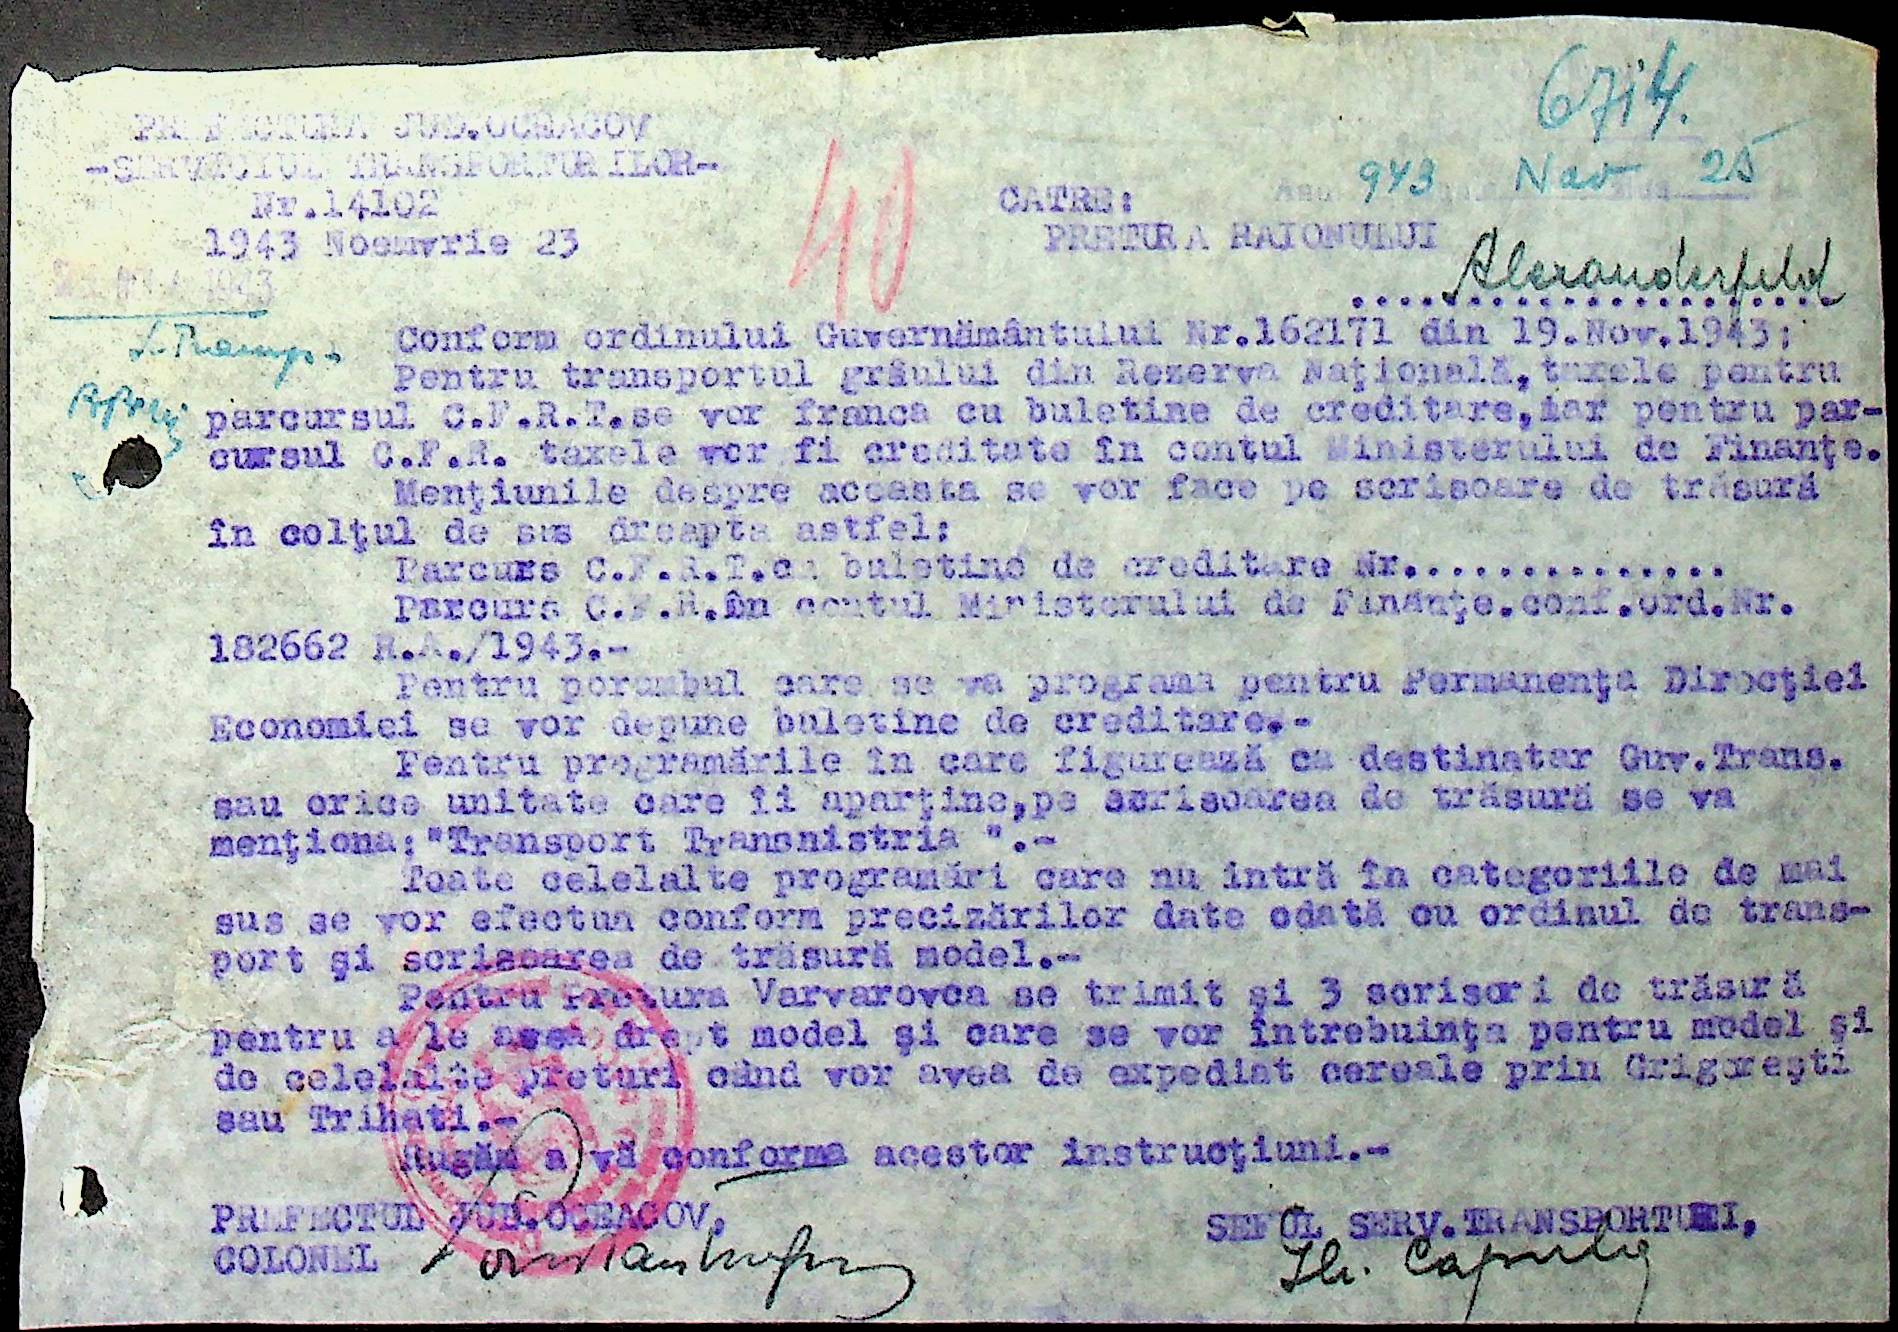 6714.
PREFECTURA JUD.OCEACOV
-SERVICIUL TRANSPORTURILOR-
Nr.14102
1943 Noemvrie 23
40
943 Nov 25
CATRE:
PRETURA RAIONULUI
Alexanderfeld
1943
Conform ordinului Guvernământului Nr.162171 din 19.Nov.1943;
Pentru transportul grâului din Rezerva Naţională,taxele pentru
parcursul C.F.R.T.se vor franca cu buletine de creditare,iar pentru par-
cursul C.F.R. taxele vor fi creditate în contul Ministerului de Finanţe.
Menţiunile despre aceasta se vor face pe scrisoare de trăsură
în colţul de sus dreapta astfel:
Parcurs C.F.R.T.cu buletine de creditare Nr..............
Parcurs C.F.R.în contul Ministerului de Finanţe.conf.ord.Nr.
182662 R.A./1943.-
Pentru porumbul care se va programa pentru Permanenţa Direcţiei
Economiei se vor depune buletine de creditare.-
Pentru programările în care figurează ca destinatar Guv.Trans.
sau orice unitate care îi aparţine,pe scrisoarea de trăsură se va
menţiona:"Transport Transnistria ".-
Toate celelalte programări care nu intră în categoriile de mai
sus se vor efectua conform precizărilor date odată cu ordinul de trans-
port şi scrisoarea de trăsură model.-
Pentru Pretura Varvarovca se trimit şi 3 scrisori de trăsură
pentru a le avea drept model şi care se vor întrebuinţa pentru model şi
de celelalte preturi când vor avea de expediat cereale prin Grigoreşti
sau Trihati.-
Rugăm a vă conforma acestor instrucţiuni.-
PREFECTUL JUD.OCEACOV,
COLONEL
SEFUL SERV.TRANSPORTURI,